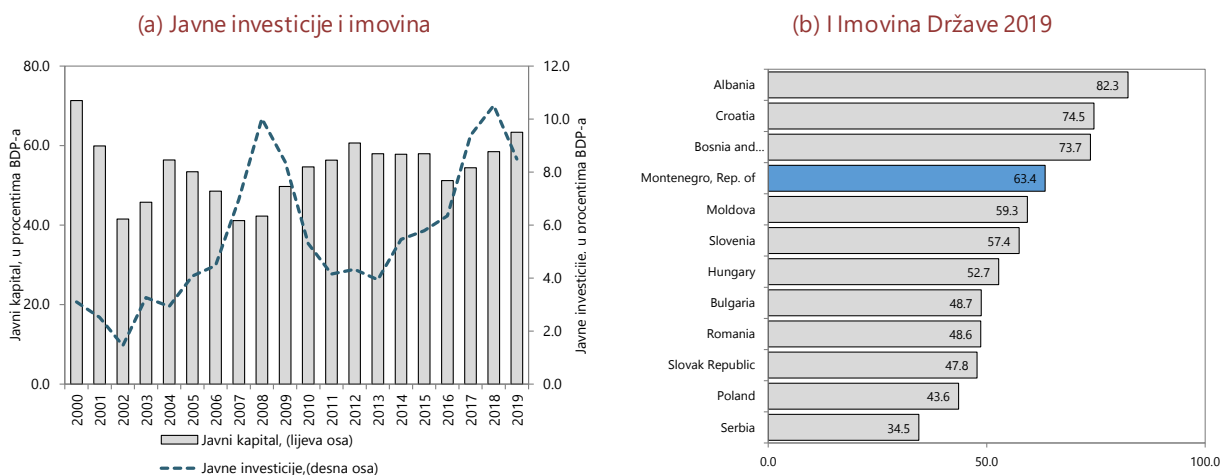 (a) Javne investicije i imovina
80.0
60.0
40.0
20.0
0.0
Javni kapital, u procentima BDP-a
12.0
10.0
8.0
6.0
4.0
2.0
0.0
Javne investicije, u procentima BDP-a
2000
2001
2002
2003
2004
2005
2006
2007
2008
2009
2010
2011
2012
2013
2014
2015
2016
2017
2018
2019
Javni kapital, (lijeva osa)
Javne investicije,(desna osa)
(b) I Imovina Države 2019
Albania 82.3
Croatia 74.5
Bosnia and... 73.7
Montenegro, Rep. of 63.4
Moldova 59.3
Slovenia 57.4
Hungary 52.7
Bulgaria 48.7
Romania 48.6
Slovak Republic 47.8
Poland 43.6
Serbia 34.5
0.0 50.0 100.0